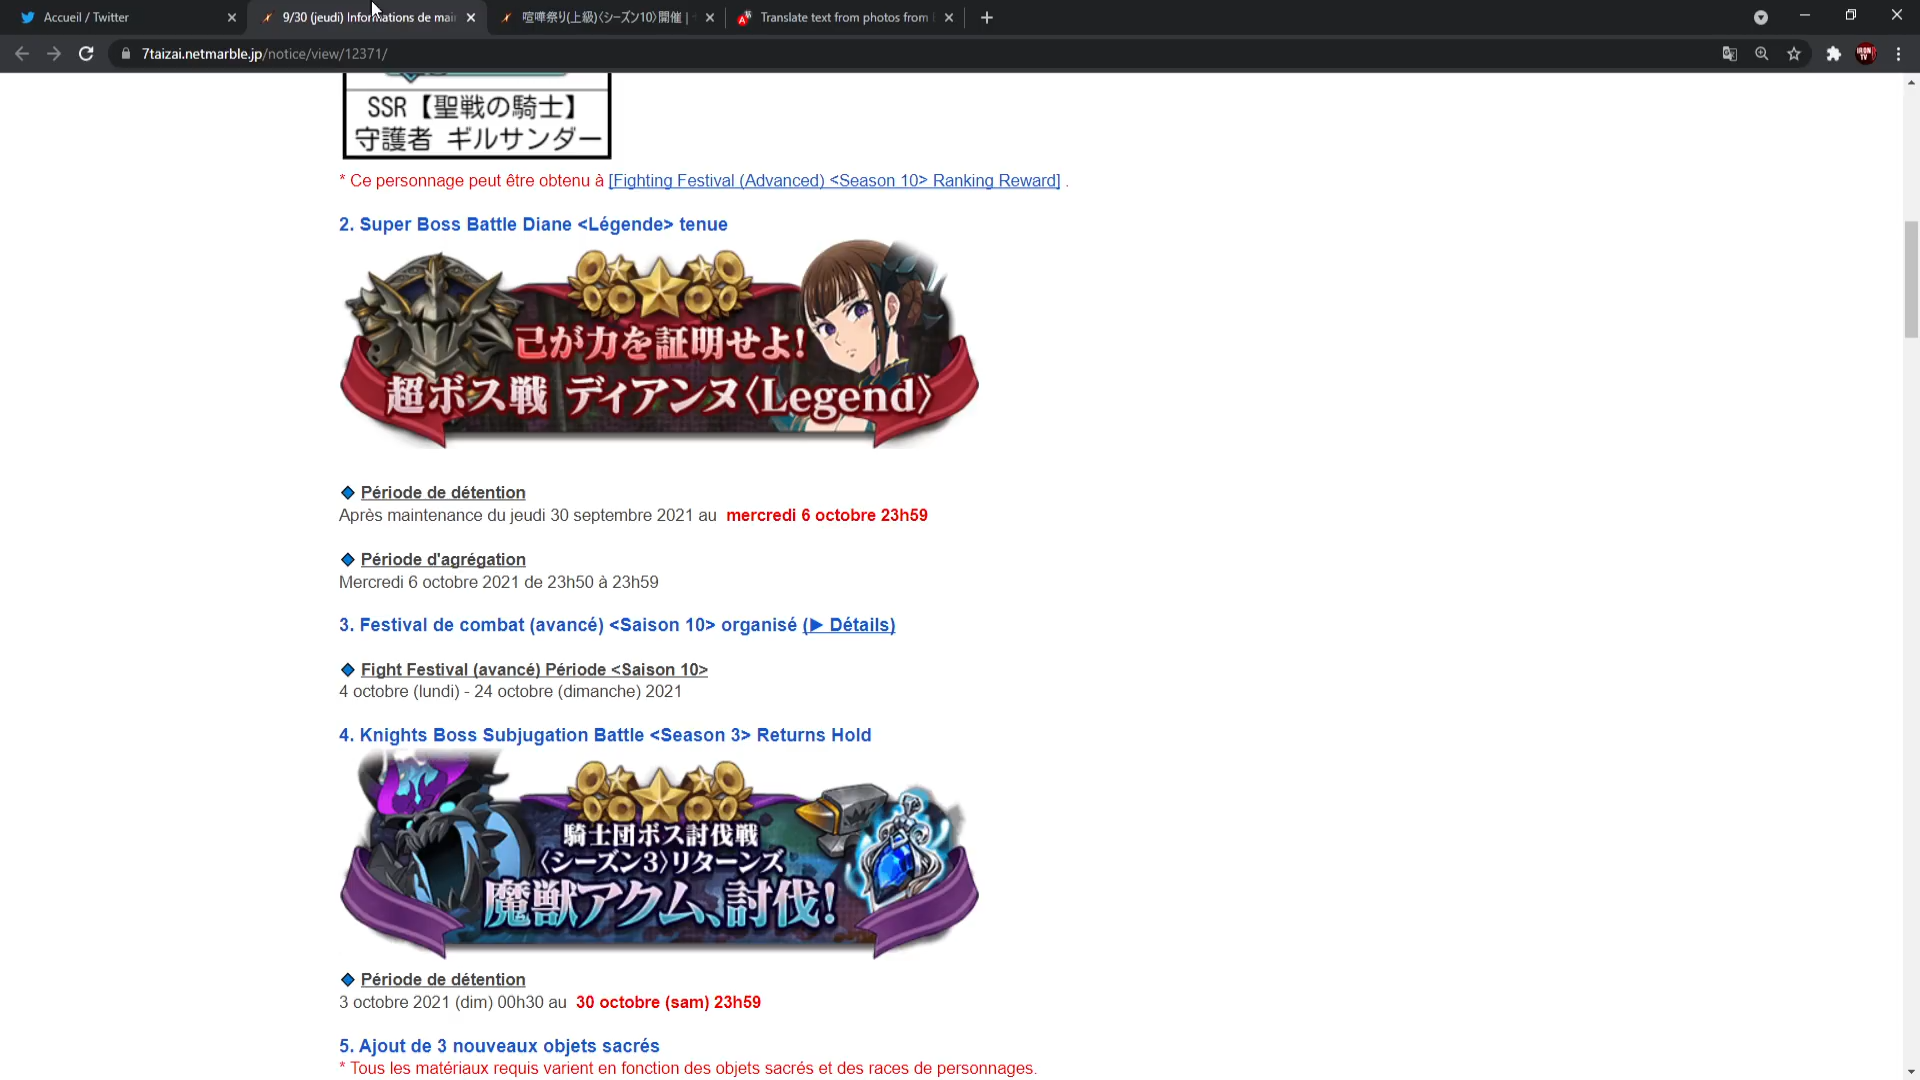 Accueil / Twitter
9/30 (jeudi) Informations de mai
喧嘩祭り(上級)〈シーズン10〉開催 |
Translate text from photos from
7taizai.netmarble.jp/notice/view/12371/
SSR【聖戦の騎士】
守護者 ギルサンダー
* Ce personnage peut être obtenu à [Fighting Festival (Advanced) <Season 10> Ranking Reward] .
2. Super Boss Battle Diane <Légende> tenue
己が力を証明せよ!
超ボス戦 ディアンヌ〈Legend〉
Période de détention
Après maintenance du jeudi 30 septembre 2021 au mercredi 6 octobre 23h59
Période d'agrégation
Mercredi 6 octobre 2021 de 23h50 à 23h59
3. Festival de combat (avancé) <Saison 10> organisé (▶ Détails)
Fight Festival (avancé) Période <Saison 10>
4 octobre (lundi) - 24 octobre (dimanche) 2021
4. Knights Boss Subjugation Battle <Season 3> Returns Hold
騎士団ボス討伐戦
〈シーズン3〉リターンズ
魔獣アクム、討伐!
Période de détention
3 octobre 2021 (dim) 00h30 au 30 octobre (sam) 23h59
5. Ajout de 3 nouveaux objets sacrés
* Tous les matériaux requis varient en fonction des objets sacrés et des races de personnages.